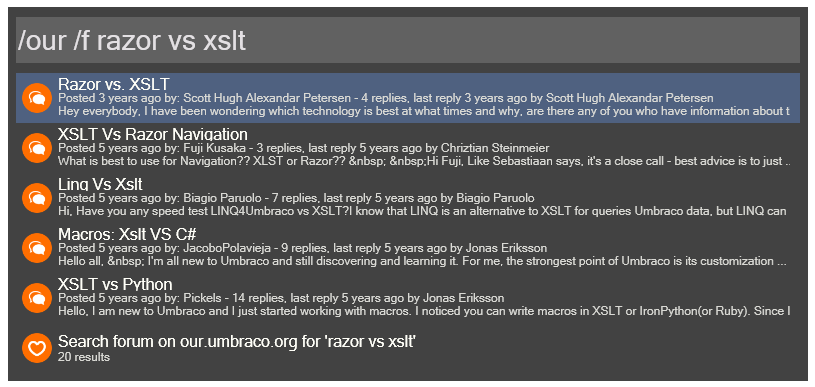 /our /f razor vs xslt
Razor vs. XSLT
Posted 3 years ago by: Scott Hugh Alexandar Petersen - 4 replies, last reply 3 years ago by Scott Hugh Alexandar Petersen
Hey everybody, I have been wondering which technology is best at what times and why, are there any of you who have information about t
XSLT Vs Razor Navigation
Posted 5 years ago by: Fuji Kusaka - 3 replies, last reply 5 years ago by Chriztian Steinmeier
What is best to use for Navigation?? XLST or Razor?? &nbsp; &nbsp;Hi Fuji, Like Sebastiaan says, it's a close call - best advice is to just ..
Linq Vs Xslt
Posted 5 years ago by: Biagio Paruolo - 7 replies, last reply 5 years ago by Biagio Paruolo
Hi, Have you any speed test LINQ4Umbraco vs XSLT?I know that LINQ is an alternative to XSLT for queries Umbraco data, but LINQ can
Macros: Xslt VS C#
Posted 5 years ago by: JacoboPolavieja - 9 replies, last reply 5 years ago by Jonas Eriksson
Hello all, &nbsp; I'm all new to Umbraco and still discovering and learning it. For me, the strongest point of Umbraco is its customization ...
XSLT vs Python
Posted 5 years ago by: Pickels - 14 replies, last reply 5 years ago by Jonas Eriksson
Hello, I am new to Umbraco and I just started working with macros. I noticed you can write macros in XSLT or IronPython(or Ruby). Since I
Search forum on our.umbraco.org for 'razor vs xslt'
20 results